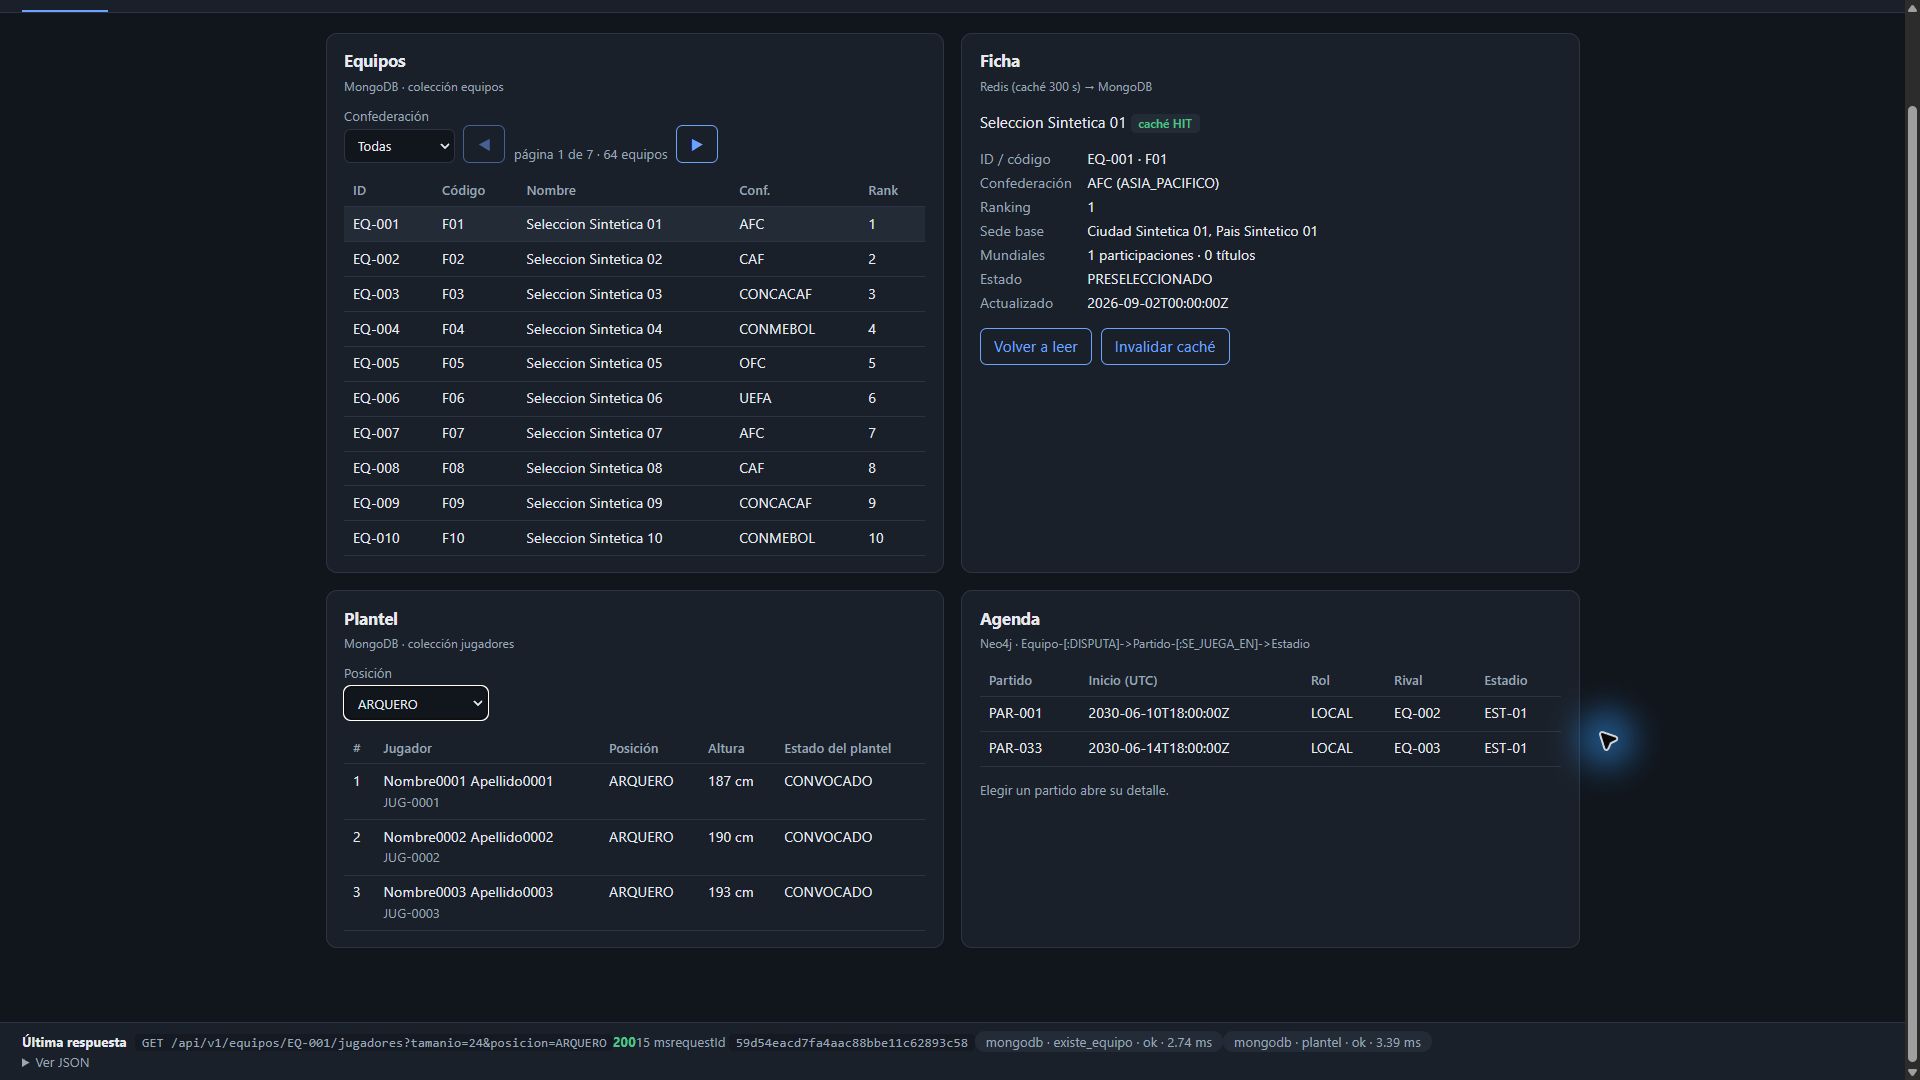 Equipos
MongoDB · colección equipos
Confederación
Todas
◀
página 1 de 7 · 64 equipos
▶
ID Código Nombre Conf. Rank
EQ-001 F01 Seleccion Sintetica 01 AFC 1
EQ-002 F02 Seleccion Sintetica 02 CAF 2
EQ-003 F03 Seleccion Sintetica 03 CONCACAF 3
EQ-004 F04 Seleccion Sintetica 04 CONMEBOL 4
EQ-005 F05 Seleccion Sintetica 05 OFC 5
EQ-006 F06 Seleccion Sintetica 06 UEFA 6
EQ-007 F07 Seleccion Sintetica 07 AFC 7
EQ-008 F08 Seleccion Sintetica 08 CAF 8
EQ-009 F09 Seleccion Sintetica 09 CONCACAF 9
EQ-010 F10 Seleccion Sintetica 10 CONMEBOL 10
Ficha
Redis (caché 300 s) → MongoDB
Seleccion Sintetica 01 caché HIT
ID / código EQ-001 · F01
Confederación AFC (ASIA_PACIFICO)
Ranking 1
Sede base Ciudad Sintetica 01, Pais Sintetico 01
Mundiales 1 participaciones · 0 títulos
Estado PRESELECCIONADO
Actualizado 2026-09-02T00:00:00Z
Volver a leer Invalidar caché
Plantel
MongoDB · colección jugadores
Posición
ARQUERO
# Jugador Posición Altura Estado del plantel
1 Nombre0001 Apellido0001 ARQUERO 187 cm CONVOCADO
JUG-0001
2 Nombre0002 Apellido0002 ARQUERO 190 cm CONVOCADO
JUG-0002
3 Nombre0003 Apellido0003 ARQUERO 193 cm CONVOCADO
JUG-0003
Agenda
Neo4j · Equipo-[:DISPUTA]->Partido-[:SE_JUEGA_EN]->Estadio
Partido Inicio (UTC) Rol Rival Estadio
PAR-001 2030-06-10T18:00:00Z LOCAL EQ-002 EST-01
PAR-033 2030-06-14T18:00:00Z LOCAL EQ-003 EST-01
Elegir un partido abre su detalle.
Última respuesta GET /api/v1/equipos/EQ-001/jugadores?tamanio=24&posicion=ARQUERO 20015 msrequestId 59d54eacd7fa4aac88bbe11c62893c58 mongodb · existe_equipo · ok · 2.74 ms mongodb · plantel · ok · 3.39 ms
▶ Ver JSON